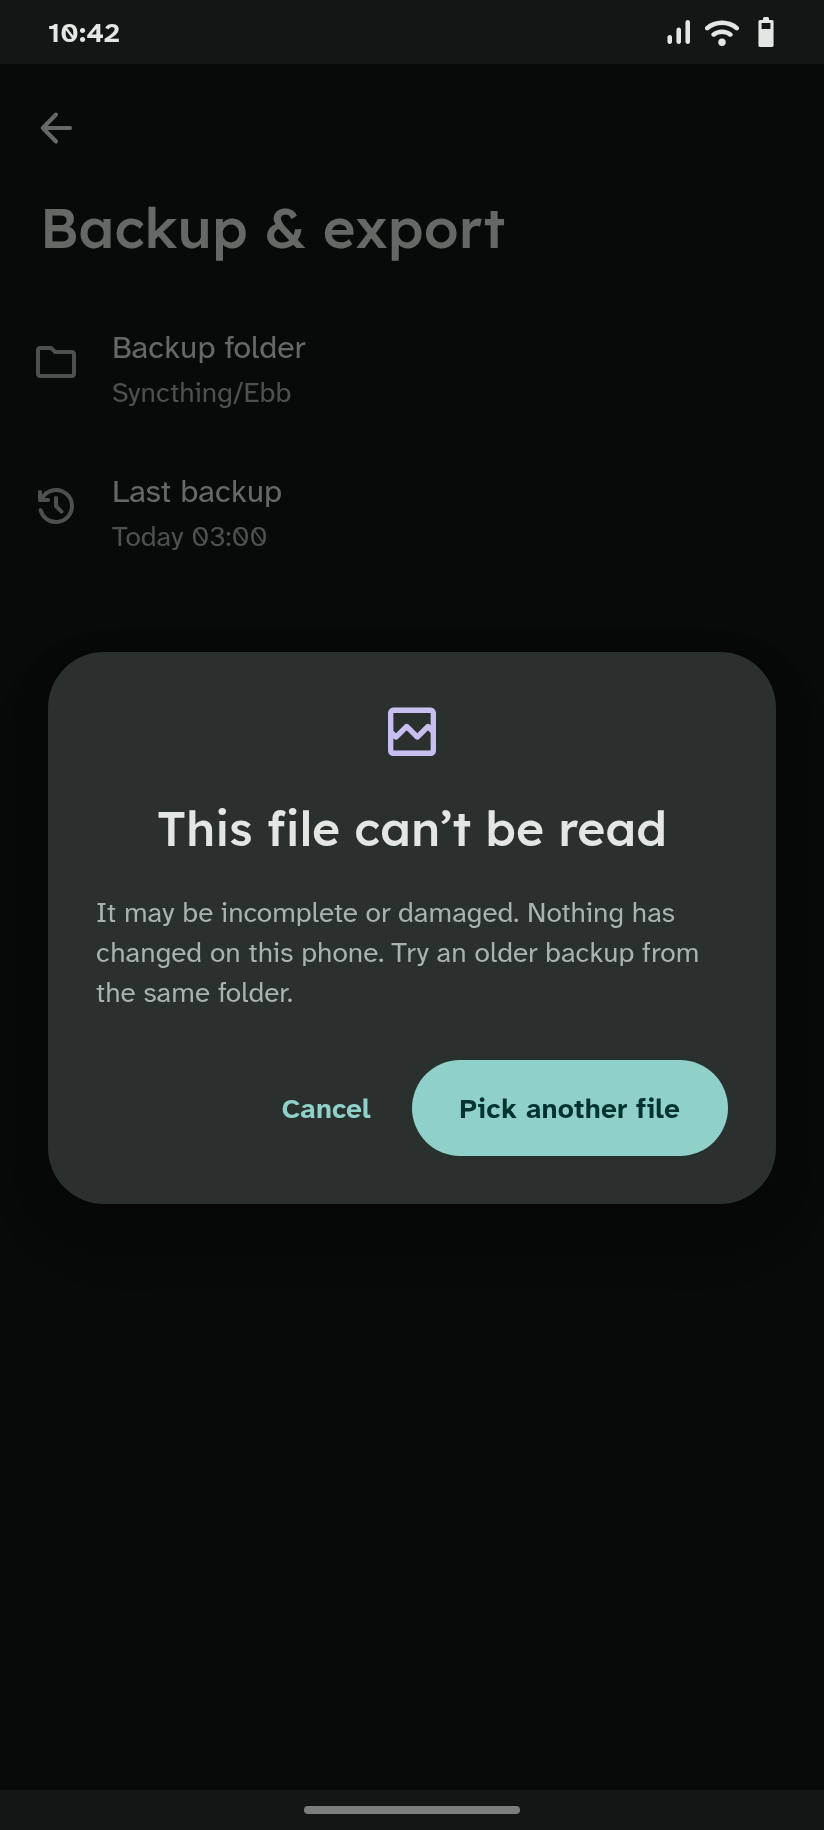 10:42
Backup & export
Backup folder
Syncthing/Ebb
Last backup
Today 03:00
This file can’t be read
It may be incomplete or damaged. Nothing has
changed on this phone. Try an older backup from
the same folder.
Cancel
Pick another file